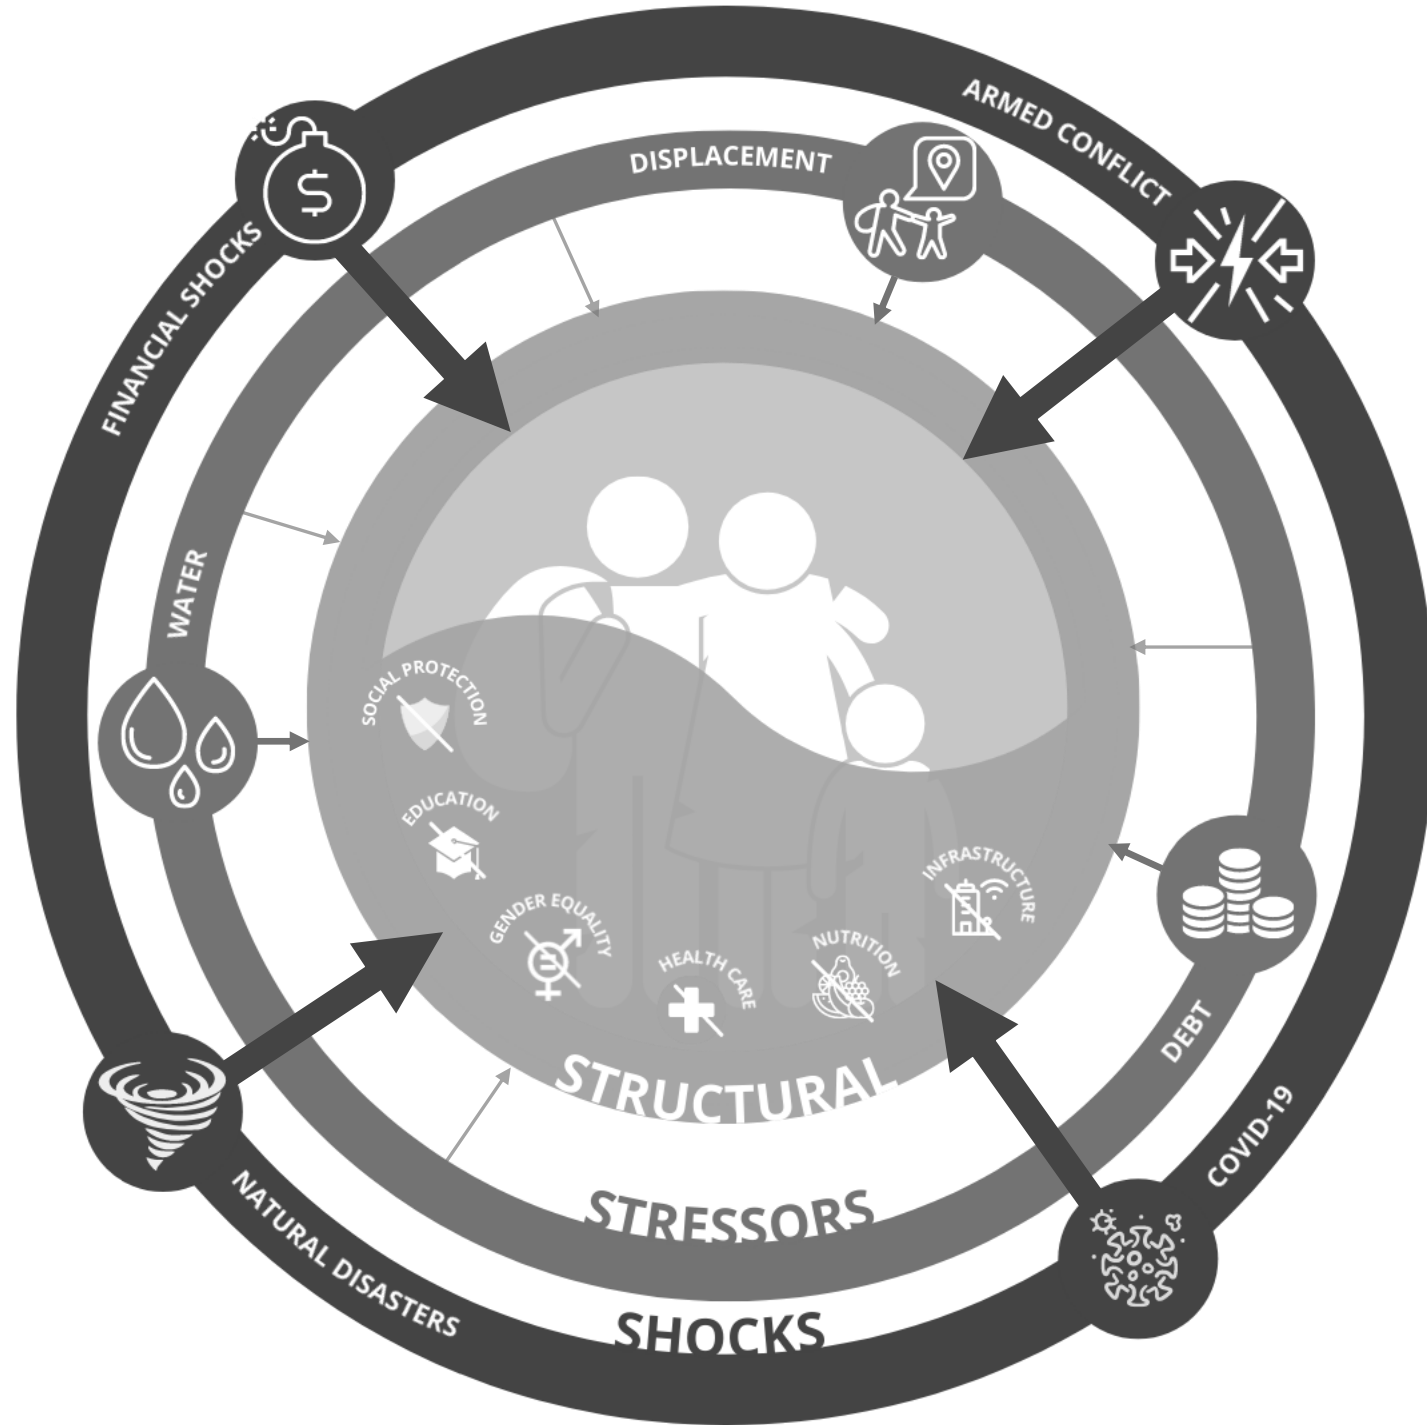 ARMED CONFLICT
DISPLACEMENT
$
FINANCIAL SHOCKS
WATER
SOCIAL PROTECTION
EDUCATION
GENDER EQUALITY
HEALTH CARE
NUTRITION
INFRASTRUCTURE
DEBT
COVID-19
NATURAL DISASTERS
STRUCTURAL
STRESSORS
SHOCKS